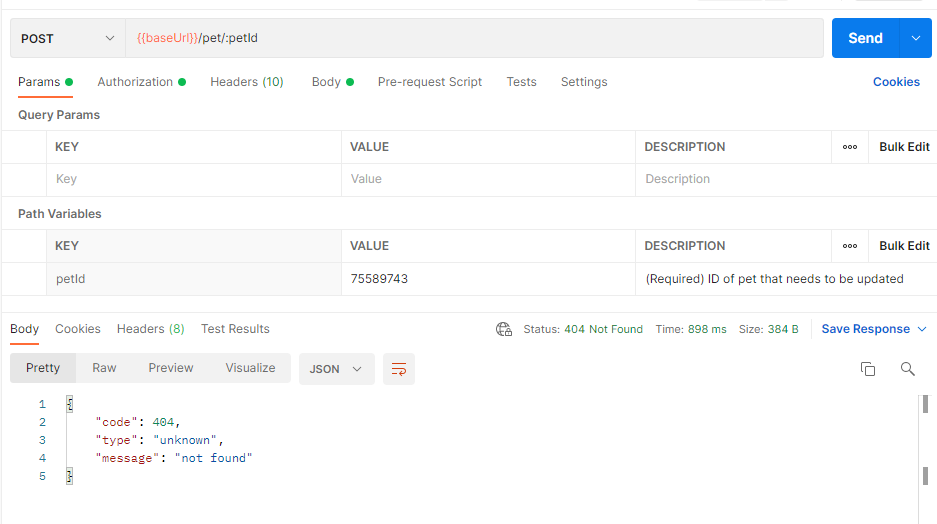 POST {{baseUrl}}/pet/:petId Send
Params Authorization Headers (10) Body Pre-request Script Tests Settings Cookies
Query Params
KEY VALUE DESCRIPTION ooo Bulk Edit
Key Value Description
Path Variables
KEY VALUE DESCRIPTION ooo Bulk Edit
petId 75589743 (Required) ID of pet that needs to be updated
Body Cookies Headers (8) Test Results Status: 404 Not Found Time: 898 ms Size: 384 B Save Response
Pretty Raw Preview Visualize JSON
1 {
2 "code": 404,
3 "type": "unknown",
4 "message": "not found"
5 }